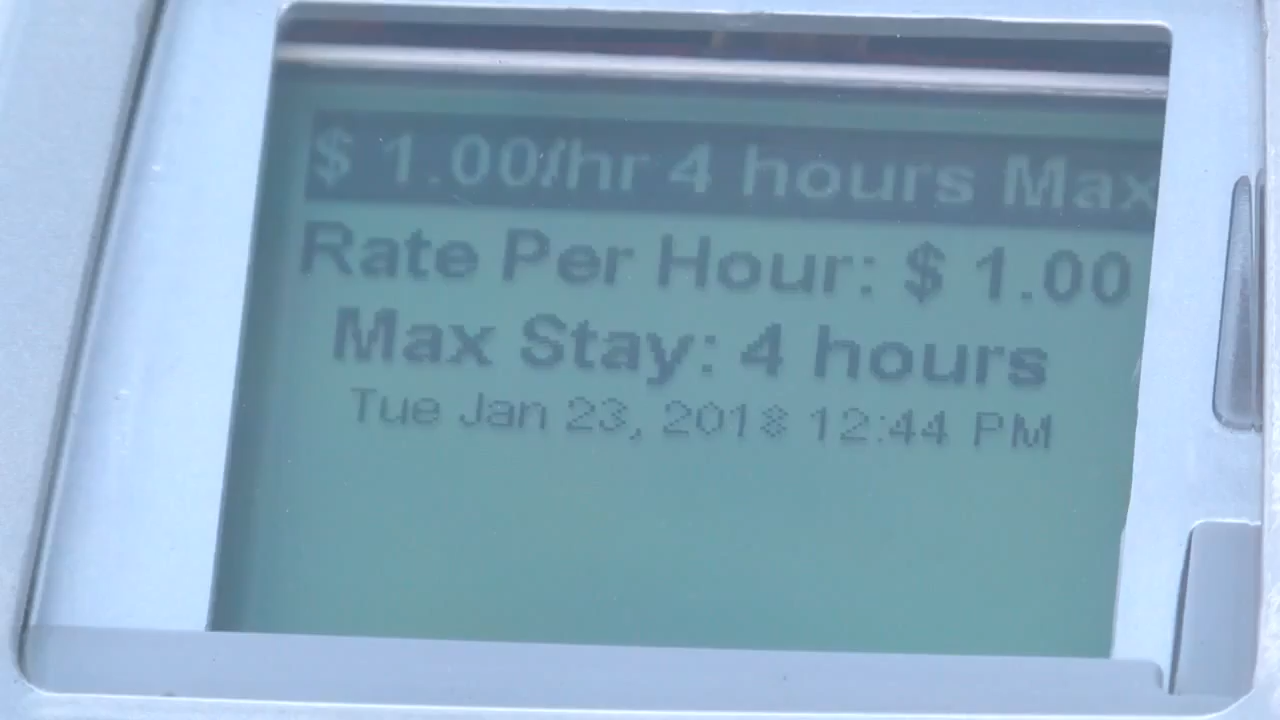 $ 1.00/hr 4 hours Max
Rate Per Hour: $ 1.00
Max Stay: 4 hours
Tue Jan 23, 2018 12:44 PM